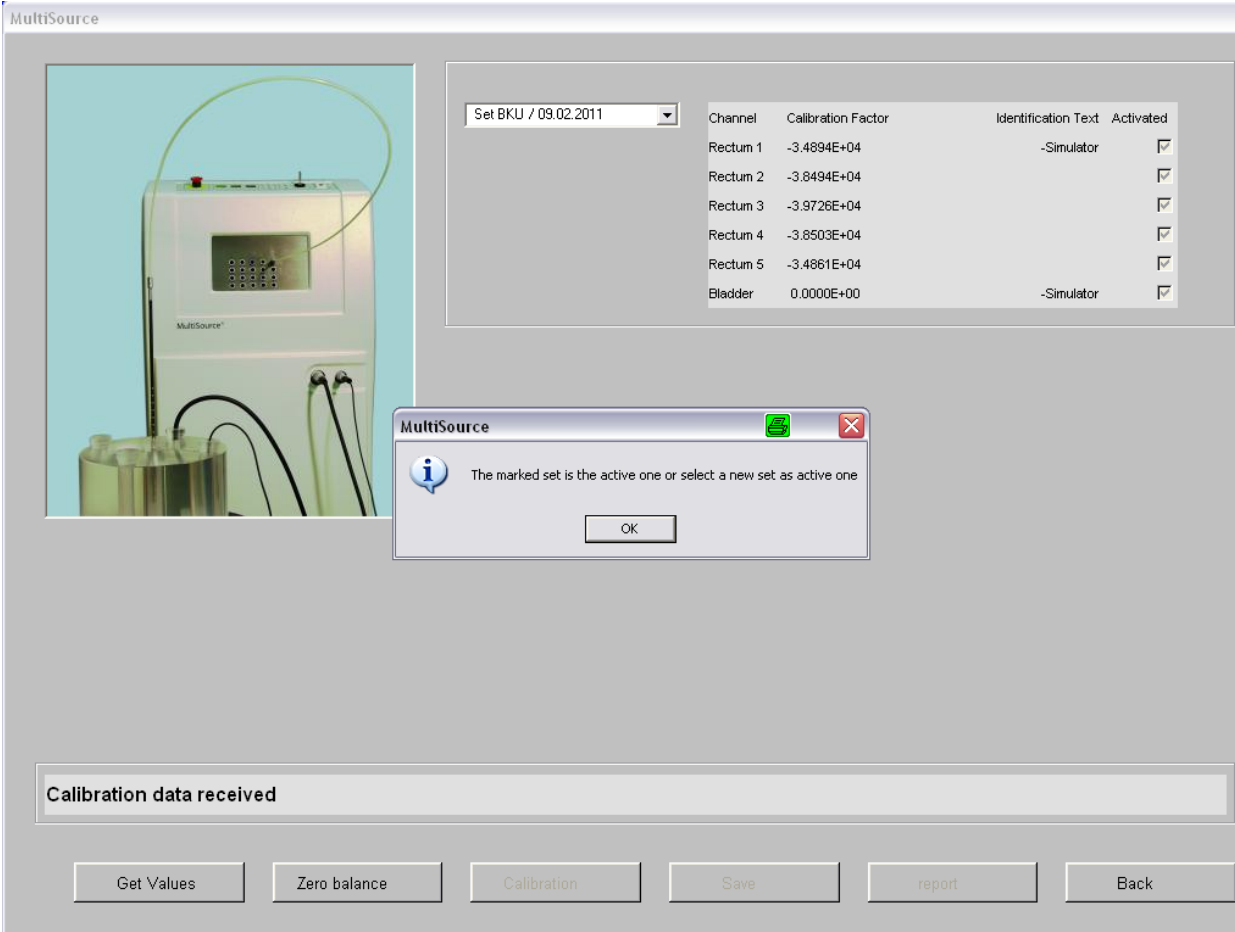 MultiSource
Set BKU / 09.02.2011
Channel Calibration Factor Identification Text Activated
Rectum 1 -3.4894E+04 -Simulator
Rectum 2 -3.8494E+04
Rectum 3 -3.9726E+04
Rectum 4 -3.8503E+04
Rectum 5 -3.4861E+04
Bladder 0.0000E+00 -Simulator
MultiSource®
MultiSource
The marked set is the active one or select a new set as active one
OK
Calibration data received
Get Values Zero balance Calibration Save report Back